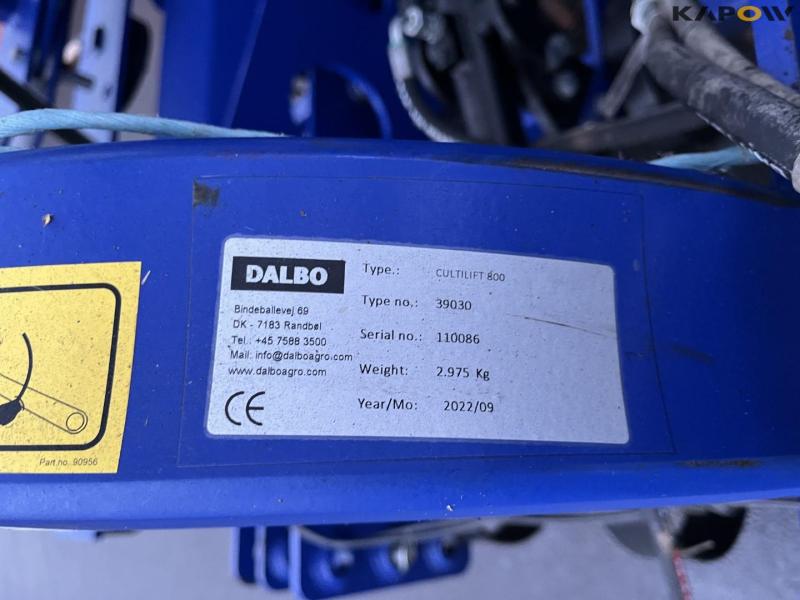 KAPOW
DALBO
Bindeballevej 69
DK - 7183 Randbøl
Tel.: +45 7588 3500
Mail: info@dalboagro.com
www.dalboagro.com
CE
Type.: CULTILIFT 800
Type no.: 39030
Serial no.: 110086
Weight: 2.975 Kg
Year/Mo: 2022/09
Part.no. 90956